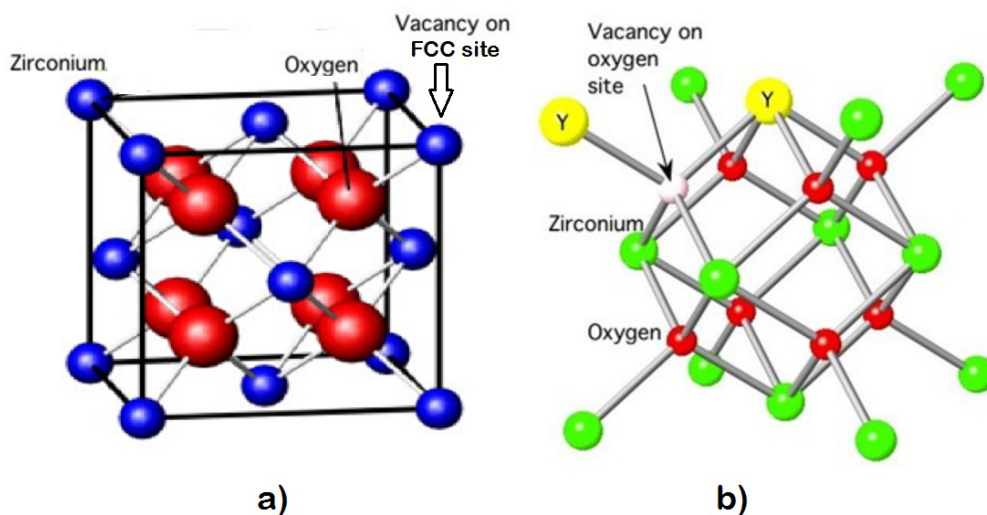 Zirconium
Oxygen
Vacancy on
FCC site
Vacancy on
oxygen
site
Y
Y
Zirconium
Oxygen
a)
b)